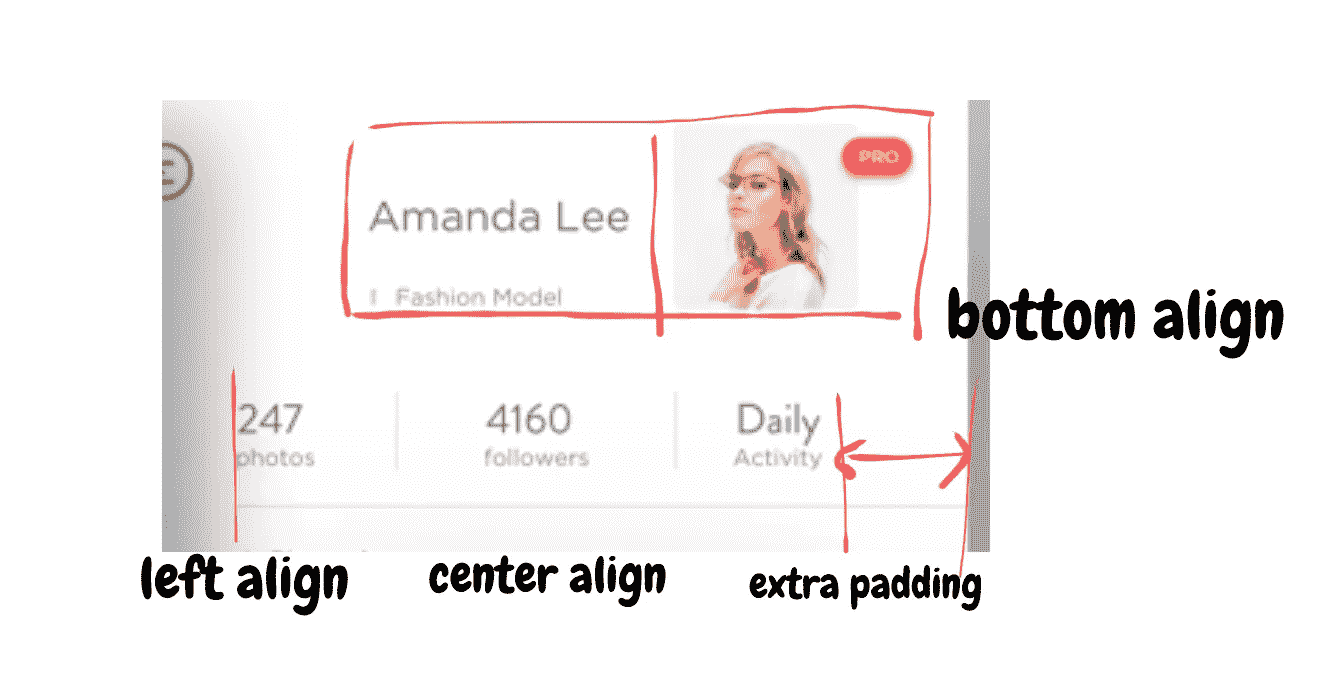 PRO
Amanda Lee
Fashion Model
bottom align
247 4160 Daily
photos followers Activity
left align center align extra padding